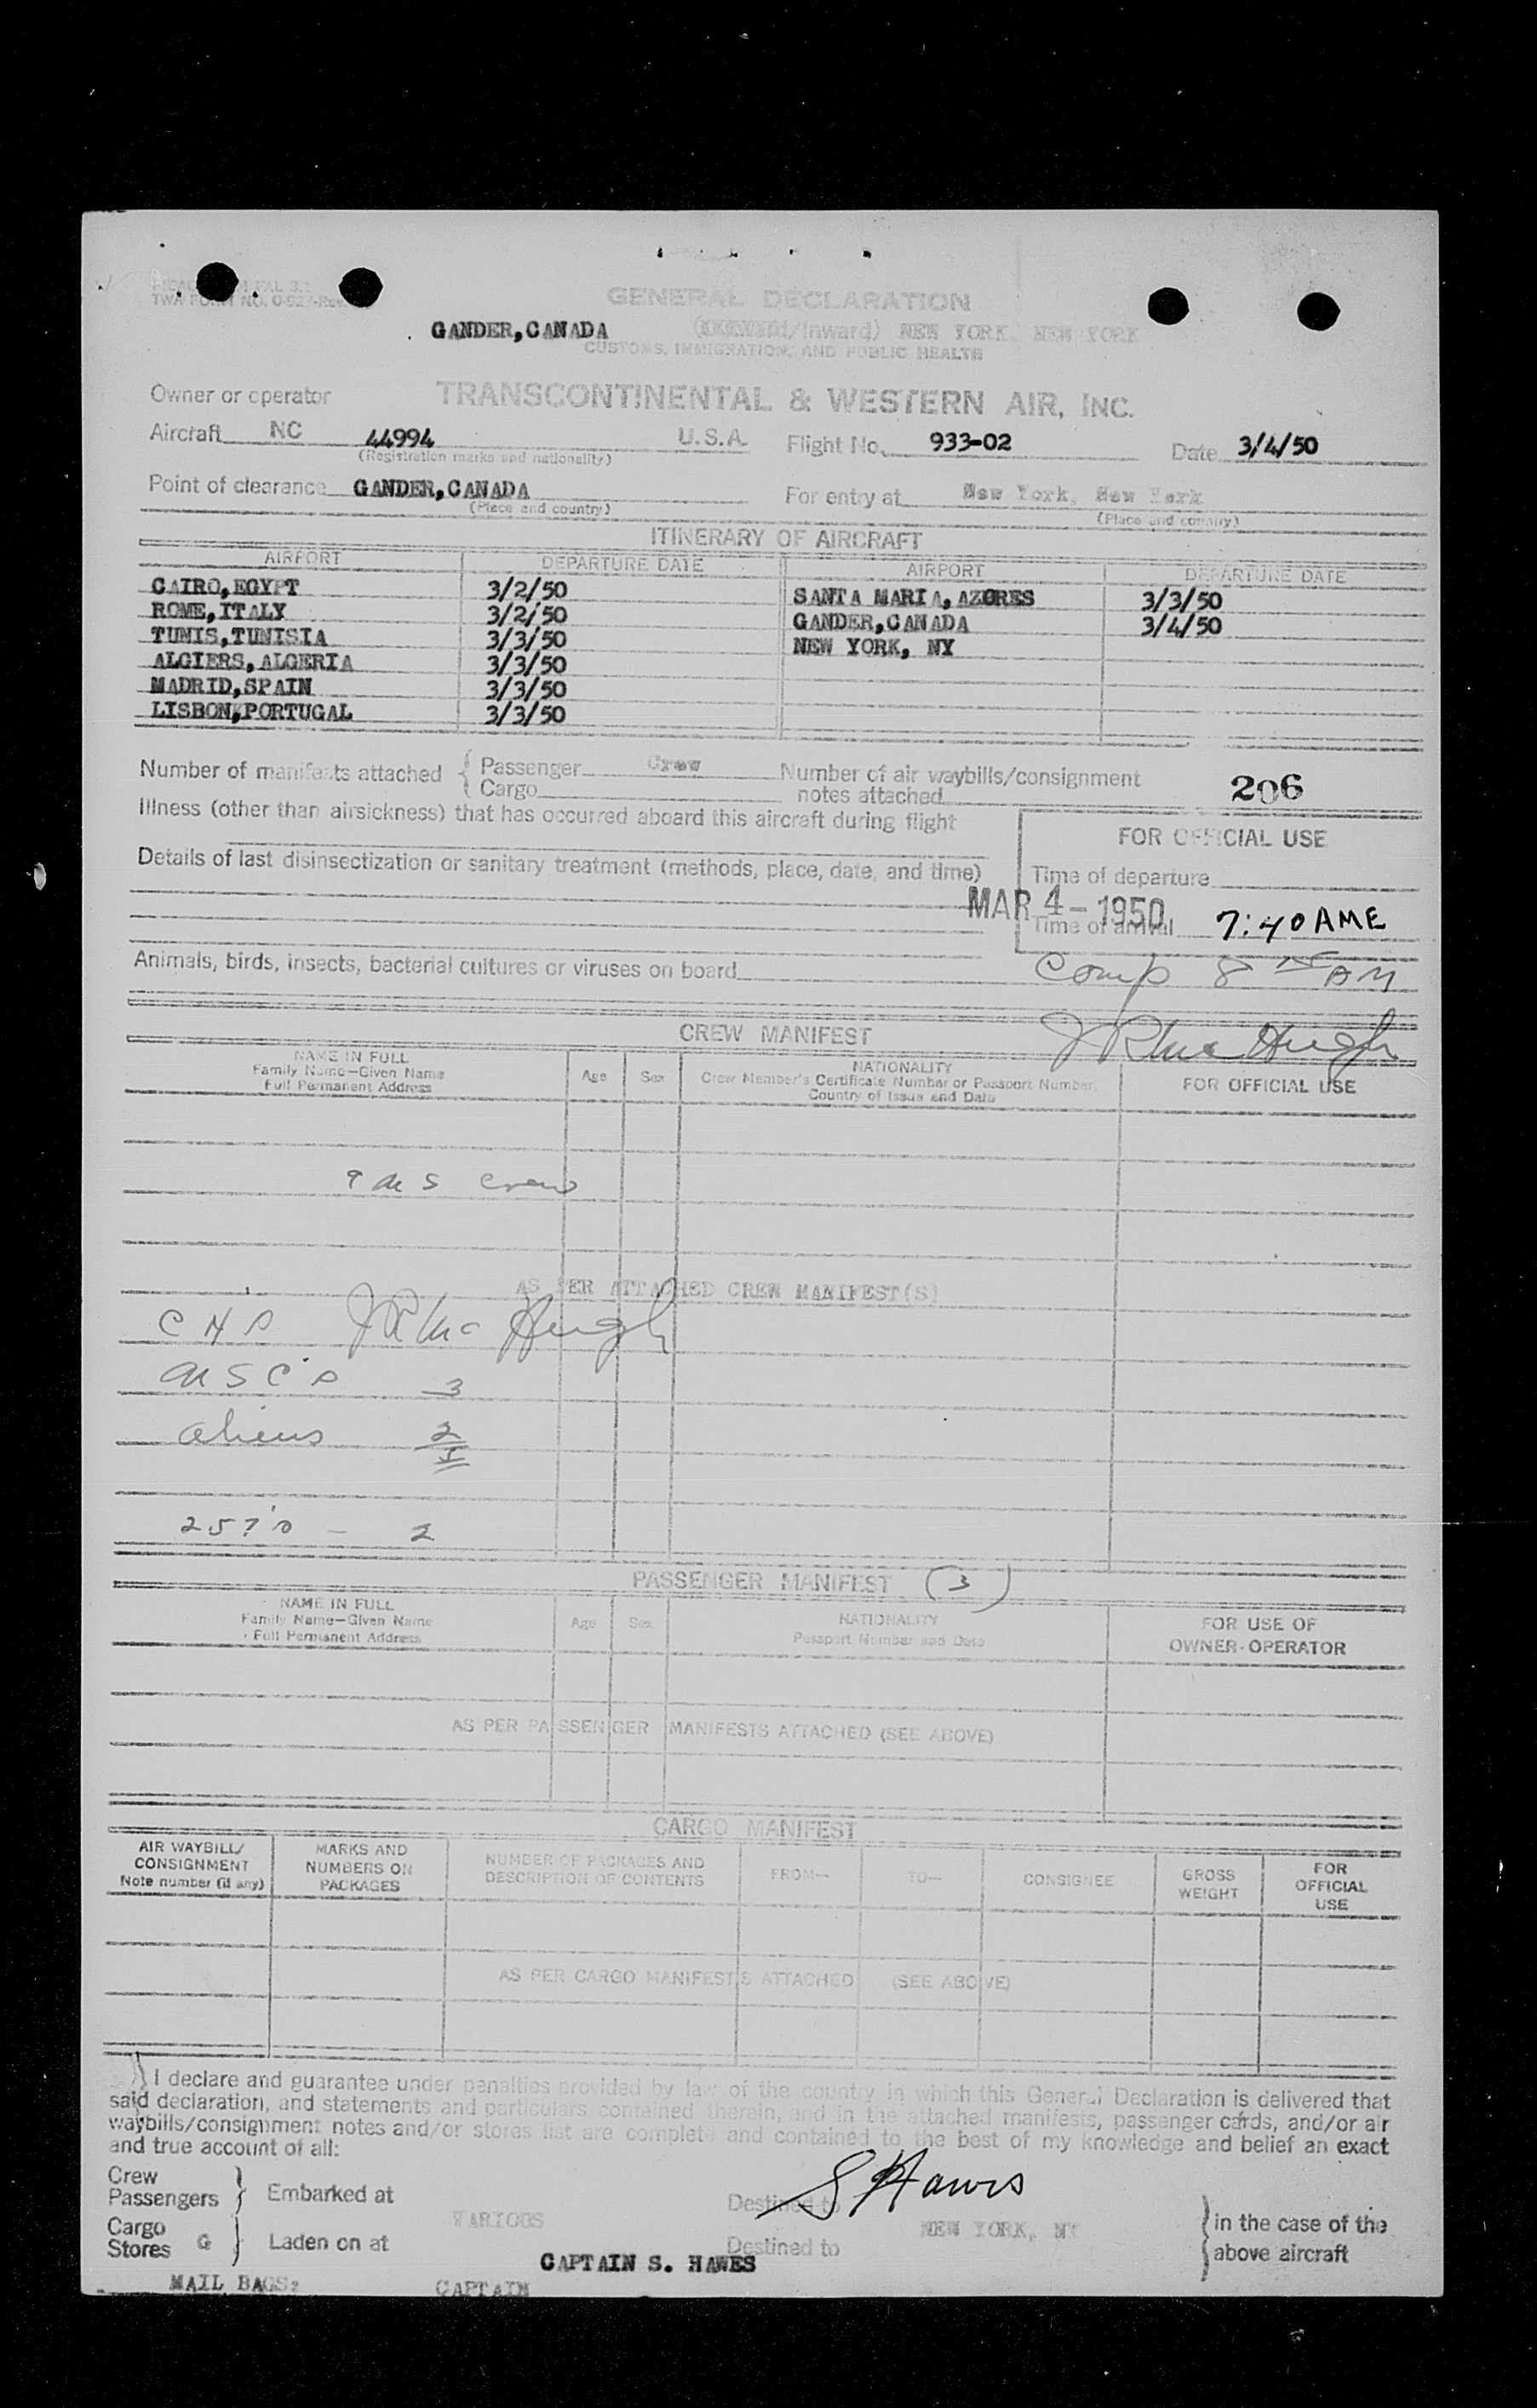 TWA FORM NO. 0-927-Rev.
GENERAL DECLARATION
GANDER, CANADA (/Inward) NEW YORK, NEW YORK
CUSTOMS, IMMIGRATION, AND PUBLIC HEALTH
Owner or operator TRANSCONTINENTAL & WESTERN AIR, INC.
Aircraft NC 44994 U.S.A. Flight No. 933-02 Date 3/4/50
(Registration marks and nationality)
Point of clearance GANDER, CANADA For entry at New York, New York
(Place and country) (Place and country)
ITINERARY OF AIRCRAFT
AIRPORT DEPARTURE DATE AIRPORT DEPARTURE DATE
CAIRO, EGYPT 3/2/50 SANTA MARIA, AZORES 3/3/50
ROME, ITALY 3/2/50 GANDER, CANADA 3/4/50
TUNIS, TUNISIA 3/3/50 NEW YORK, NY
ALGIERS, ALGERIA 3/3/50
MADRID, SPAIN 3/3/50
LISBON, PORTUGAL 3/3/50
Number of manifests attached { Passenger Crew Number of air waybills/consignment 206
Cargo notes attached
Illness (other than airsickness) that has occurred aboard this aircraft during flight
FOR OFFICIAL USE
Details of last disinsectization or sanitary treatment (methods, place, date, and time)
Time of departure
MAR 4 - 1950
Time of arrival 7:40 AME
Animals, birds, insects, bacterial cultures or viruses on board
Comp 8 AM
CREW MANIFEST
NAME IN FULL
Family Name—Given Name
Full Permanent Address
Age Sex
NATIONALITY
Crew Member's Certificate Number or Passport Number,
Country of Issue and Date
FOR OFFICIAL USE
9 U S Crew
AS PER ATTACHED CREW MANIFEST(S)
USC's 3
aliens 2
5
257's - 2
PASSENGER MANIFEST (3)
NAME IN FULL
Family Name—Given Name
Full Permanent Address
Age Sex
NATIONALITY
Passport Number and Date
FOR USE OF
OWNER-OPERATOR
AS PER PASSENGER MANIFESTS ATTACHED (SEE ABOVE)
CARGO MANIFEST
AIR WAYBILL/
CONSIGNMENT
Note number (if any)
MARKS AND
NUMBERS ON
PACKAGES
NUMBER OF PACKAGES AND
DESCRIPTION OF CONTENTS
FROM—
TO—
CONSIGNEE
GROSS
WEIGHT
FOR
OFFICIAL
USE
AS PER CARGO MANIFESTS ATTACHED (SEE ABOVE)
I declare and guarantee under penalties provided by law of the country in which this General Declaration is delivered that
said declaration, and statements and particulars contained therein, and in the attached manifests, passenger cards, and/or air
waybills/consignment notes and/or stores list are complete and contained to the best of my knowledge and belief an exact
and true account of all:
Crew
Passengers } Embarked at Destined to S Hawes
VARIOUS NEW YORK, NY
Cargo
Stores G } Laden on at Destined to
} in the case of the
above aircraft
CAPTAIN S. HAWES
MAIL BAGS: CAPTAIN